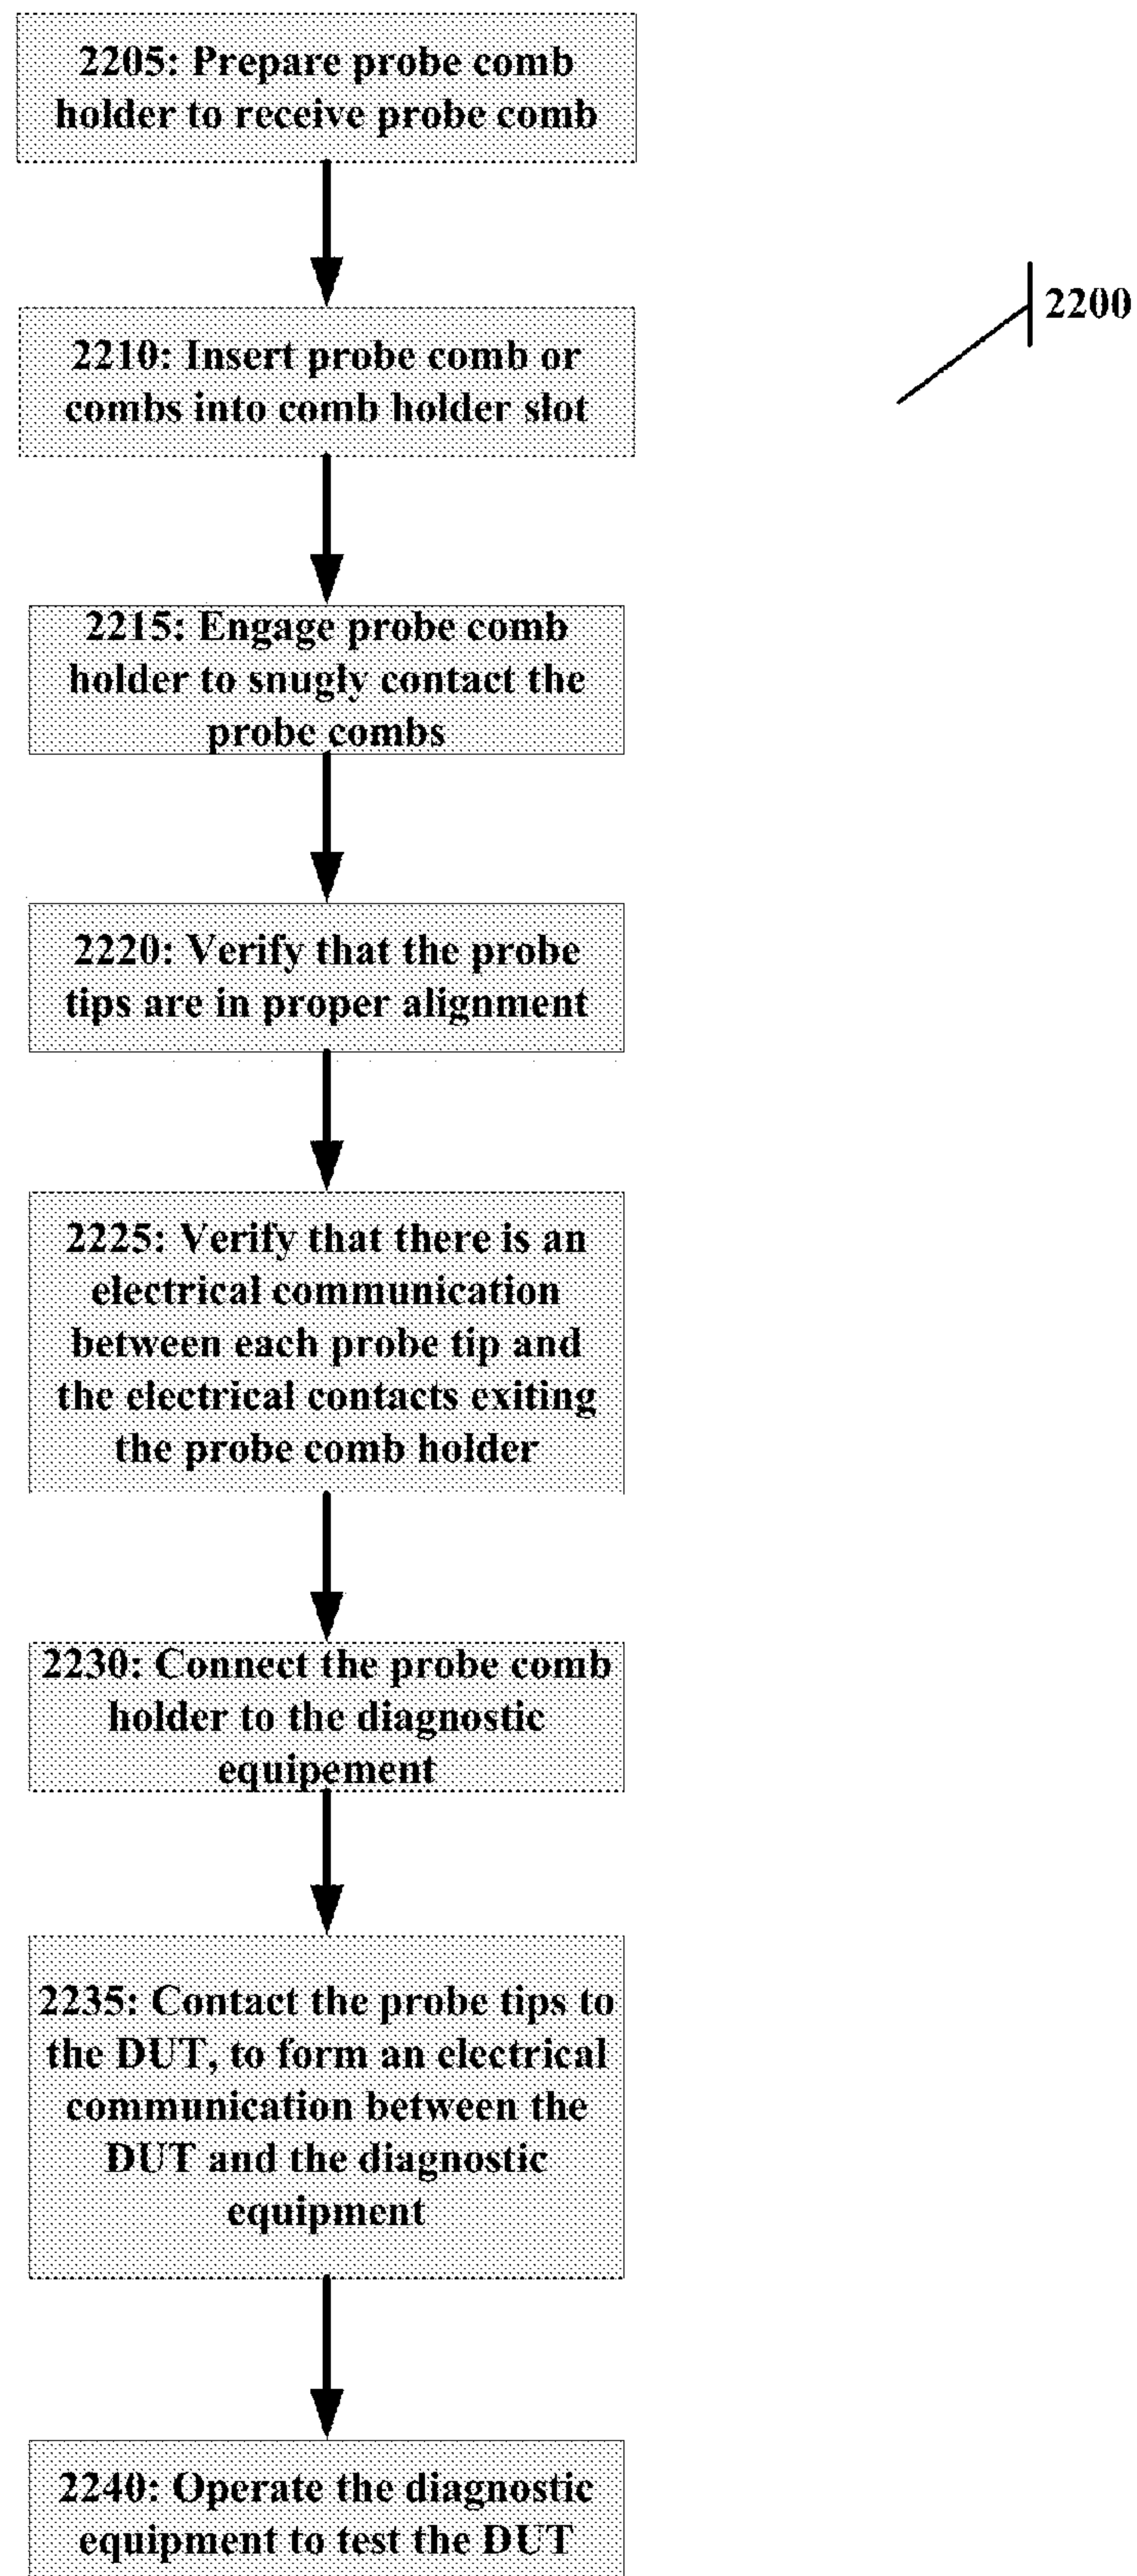 2205: Prepare probe comb
holder to receive probe comb
2200
2210: Insert probe comb or
combs into comb holder slot
2215: Engage probe comb
holder to snugly contact the
probe combs
2220: Verify that the probe
tips are in proper alignment
2225: Verify that there is an
electrical communication
between each probe tip and
the electrical contacts exiting
the probe comb holder
2230: Connect the probe comb
holder to the diagnostic
equipement
2235: Contact the probe tips to
the DUT, to form an electrical
communication between the
DUT and the diagnostic
equipment
2240: Operate the diagnostic
equipment to test the DUT